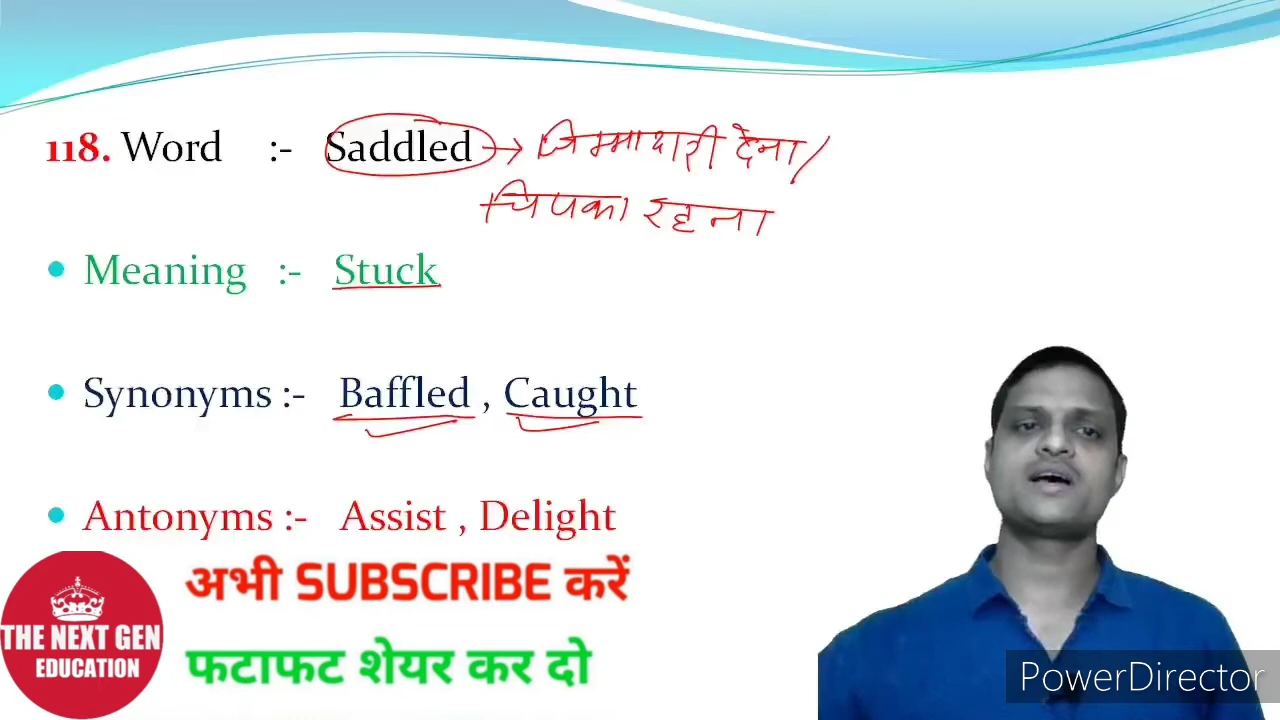 118. Word :- Saddled → जिम्मादारी देना/
चिपका रहना
• Meaning :- Stuck
• Synonyms :- Baffled , Caught
• Antonyms :- Assist , Delight
अभी SUBSCRIBE करें
THE NEXT GEN
EDUCATION
फटाफट शेयर कर दो
PowerDirector